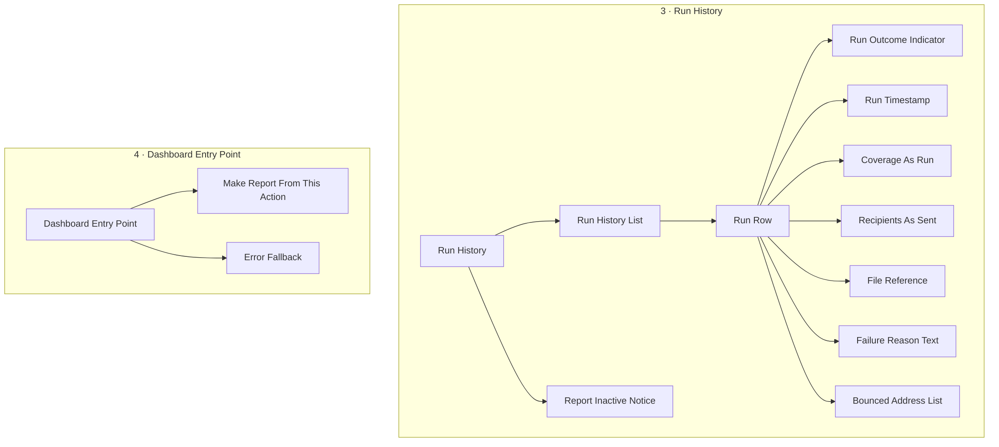 4 · Dashboard Entry Point
Dashboard Entry Point
Make Report From This
Action
Error Fallback
3 · Run History
Run History
Run History List
Report Inactive Notice
Run Row
Run Outcome Indicator
Run Timestamp
Coverage As Run
Recipients As Sent
File Reference
Failure Reason Text
Bounced Address List